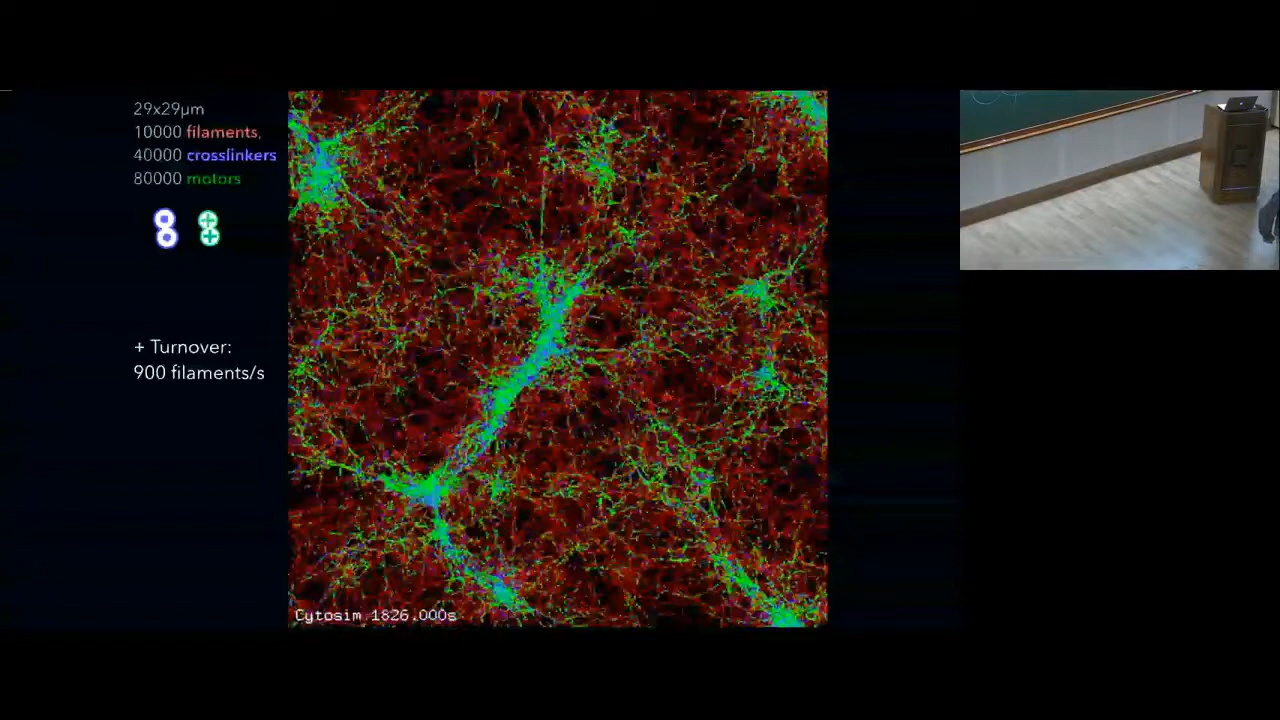 29x29µm
10000 filaments,
40000 crosslinkers
80000 motors
+ Turnover:
900 filaments/s
Cytosim 1826.000s